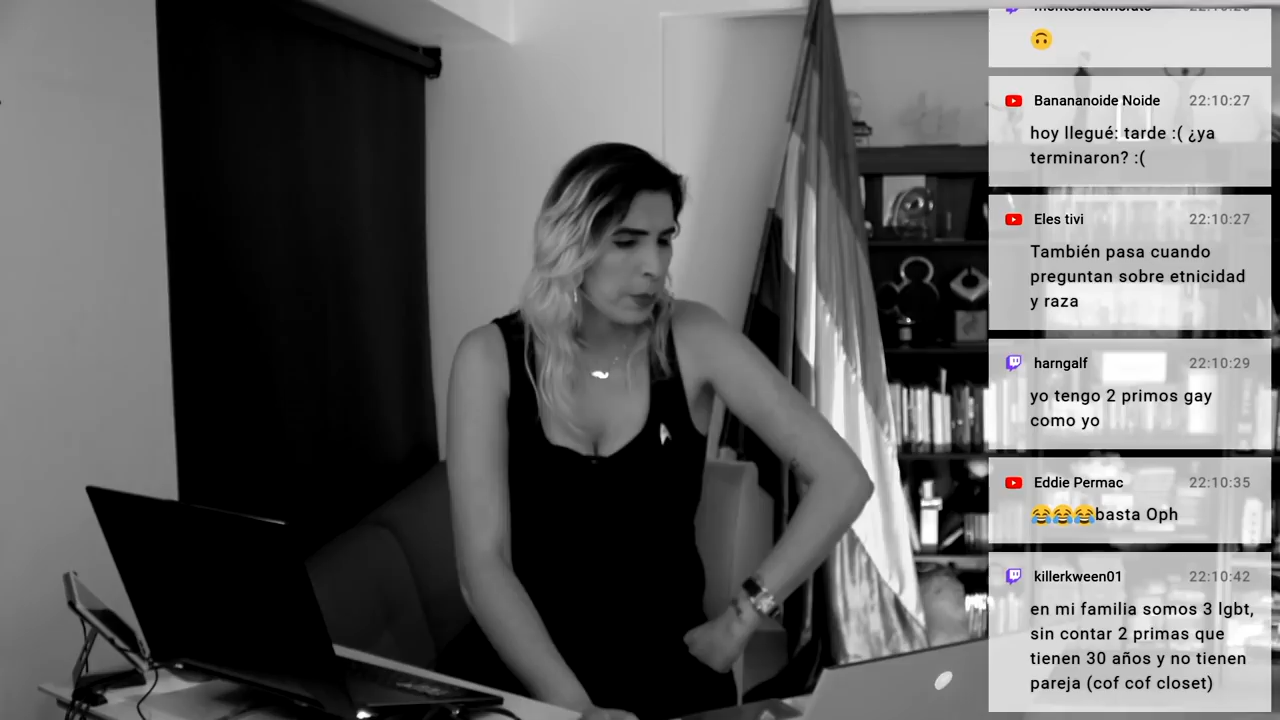 22:10:20
Banananoide Noide 22:10:27
hoy llegué: tarde :( ¿ya
terminaron? :(
Eles tivi 22:10:27
También pasa cuando
preguntan sobre etnicidad
y raza
harngalf 22:10:29
yo tengo 2 primos gay
como yo
Eddie Permac 22:10:35
😂😂😂basta Oph
killerkween01 22:10:42
en mi familia somos 3 lgbt,
sin contar 2 primas que
tienen 30 años y no tienen
pareja (cof cof closet)